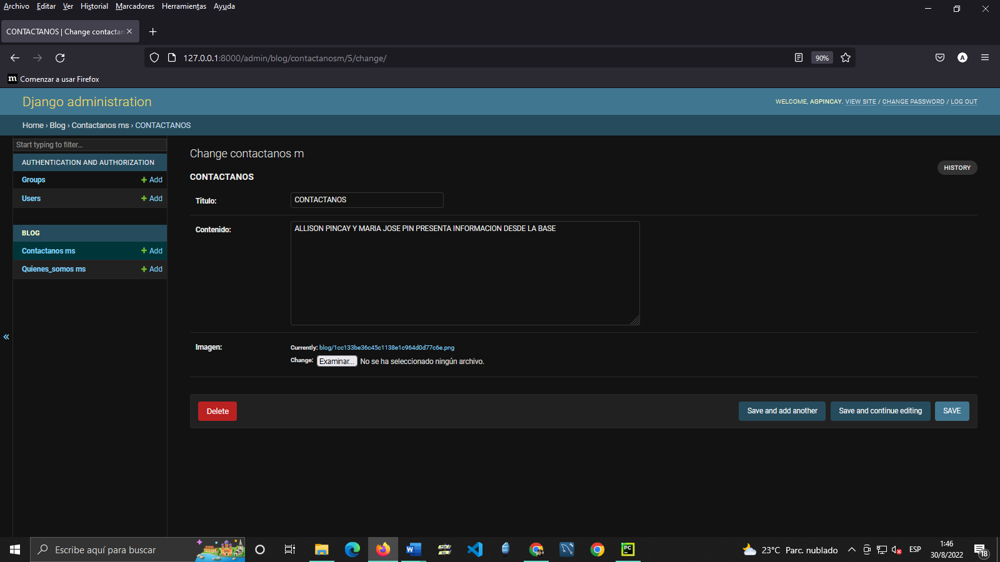 Archivo Editar Ver Historial Marcadores Herramientas Ayuda
CONTACTANOS | Change contactan
127.0.0.1:8000/admin/blog/contactanosm/5/change/
90%
A
m Comenzar a usar Firefox
Django administration
WELCOME, AGPINCAY. VIEW SITE / CHANGE PASSWORD / LOG OUT
Home › Blog › Contactanos ms › CONTACTANOS
Start typing to filter...
AUTHENTICATION AND AUTHORIZATION
Groups + Add
Users + Add
BLOG
Contactanos ms + Add
Quienes_somos ms + Add
«
Change contactanos m
HISTORY
CONTACTANOS
Titulo: CONTACTANOS
Contenido: ALLISON PINCAY Y MARIA JOSE PIN PRESENTA INFORMACION DESDE LA BASE
Imagen: Currently: blog/1cc133be36c45c1138e1c964d0d77c6e.png
Change: Examinar... No se ha seleccionado ningún archivo.
Delete Save and add another Save and continue editing SAVE
Escribe aquí para buscar
W
PC
23°C Parc. nublado
ESP
1:46
30/8/2022
18